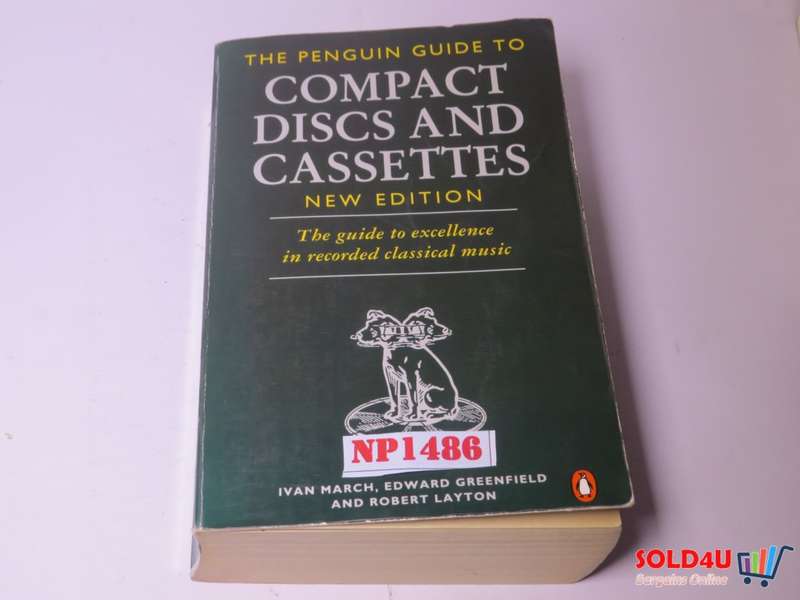 THE PENGUIN GUIDE TO
COMPACT
DISCS AND
CASSETTES
NEW EDITION
The guide to excellence
in recorded classical music
NP1486
IVAN MARCH, EDWARD GREENFIELD
AND ROBERT LAYTON
SOLD4U
Bargains Online